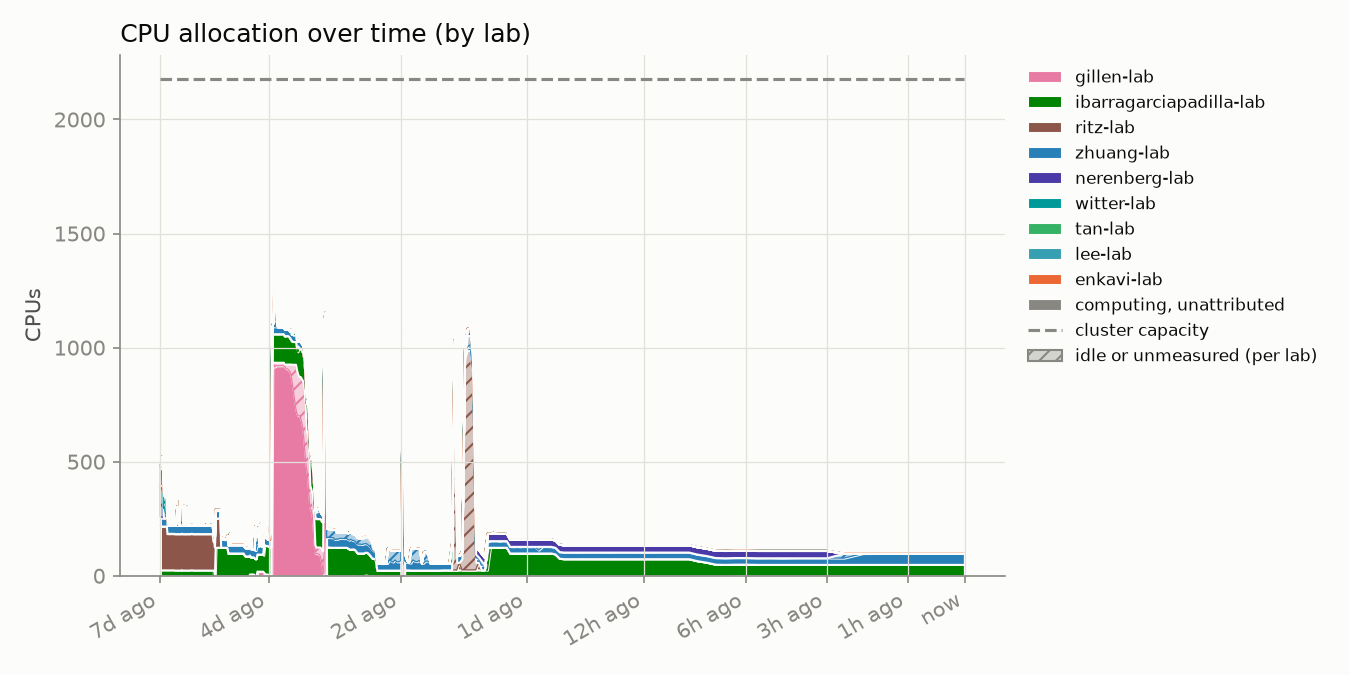 CPU allocation over time (by lab)
CPUs
2000
1500
1000
500
0
7d ago
4d ago
2d ago
1d ago
12h ago
6h ago
3h ago
1h ago
now
gillen-lab
ibarragarciapadilla-lab
ritz-lab
zhuang-lab
nerenberg-lab
witter-lab
tan-lab
lee-lab
enkavi-lab
computing, unattributed
cluster capacity
idle or unmeasured (per lab)